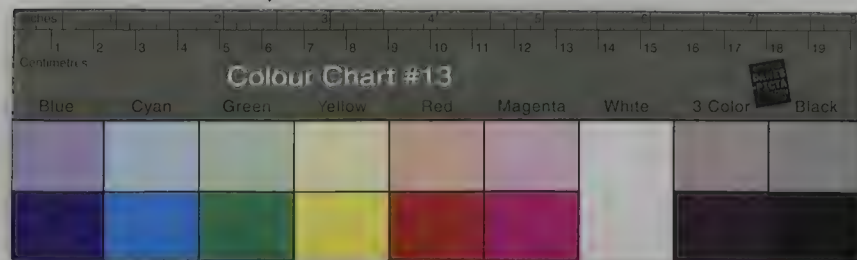 Inches 1 2 3 4 5 6 7 8
1 2 3 4 5 6 7 8 9 10 11 12 13 14 15 16 17 18 19
Centimetres
Colour Chart #13
Blue Cyan Green Yellow Red Magenta White 3 Color Black